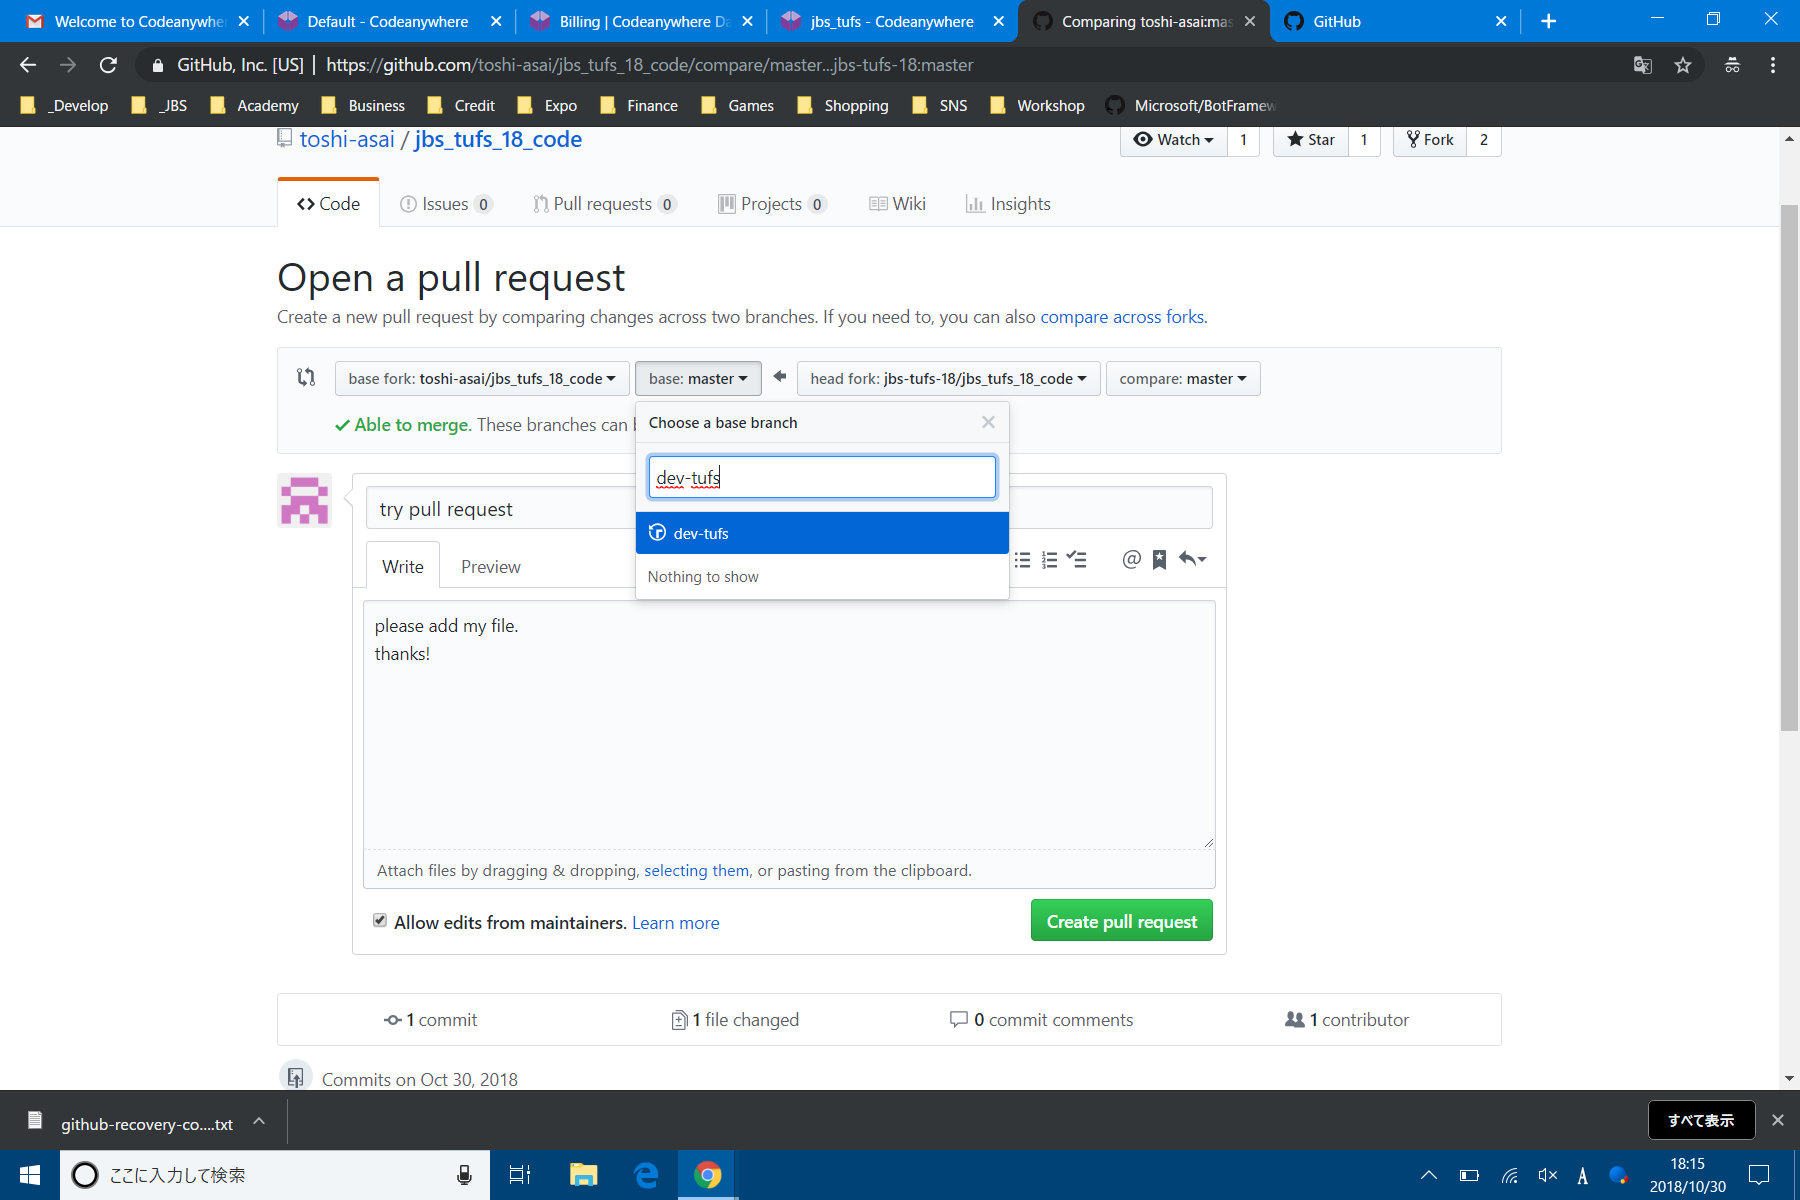 Welcome to Codeanywhe
Default - Codeanywhere
Billing | Codeanywhere Da
jbs_tufs - Codeanywhere
Comparing toshi-asai:mas
GitHub
GitHub, Inc. [US] | https://github.com/toshi-asai/jbs_tufs_18_code/compare/master...jbs-tufs-18:master
_Develop
_JBS
Academy
Business
Credit
Expo
Finance
Games
Shopping
SNS
Workshop
Microsoft/BotFramew
toshi-asai / jbs_tufs_18_code
Watch 1
Star 1
Fork 2
Code
Issues 0
Pull requests 0
Projects 0
Wiki
Insights
Open a pull request
Create a new pull request by comparing changes across two branches. If you need to, you can also compare across forks.
base fork: toshi-asai/jbs_tufs_18_code
base: master
head fork: jbs-tufs-18/jbs_tufs_18_code
compare: master
Able to merge. These branches can
Choose a base branch
dev-tufs
dev-tufs
Nothing to show
try pull request
Write
Preview
please add my file.
thanks!
Attach files by dragging & dropping, selecting them, or pasting from the clipboard.
Allow edits from maintainers. Learn more
Create pull request
1 commit
1 file changed
0 commit comments
1 contributor
Commits on Oct 30, 2018
github-recovery-co....txt
すべて表示
ここに入力して検索
A
18:15
2018/10/30